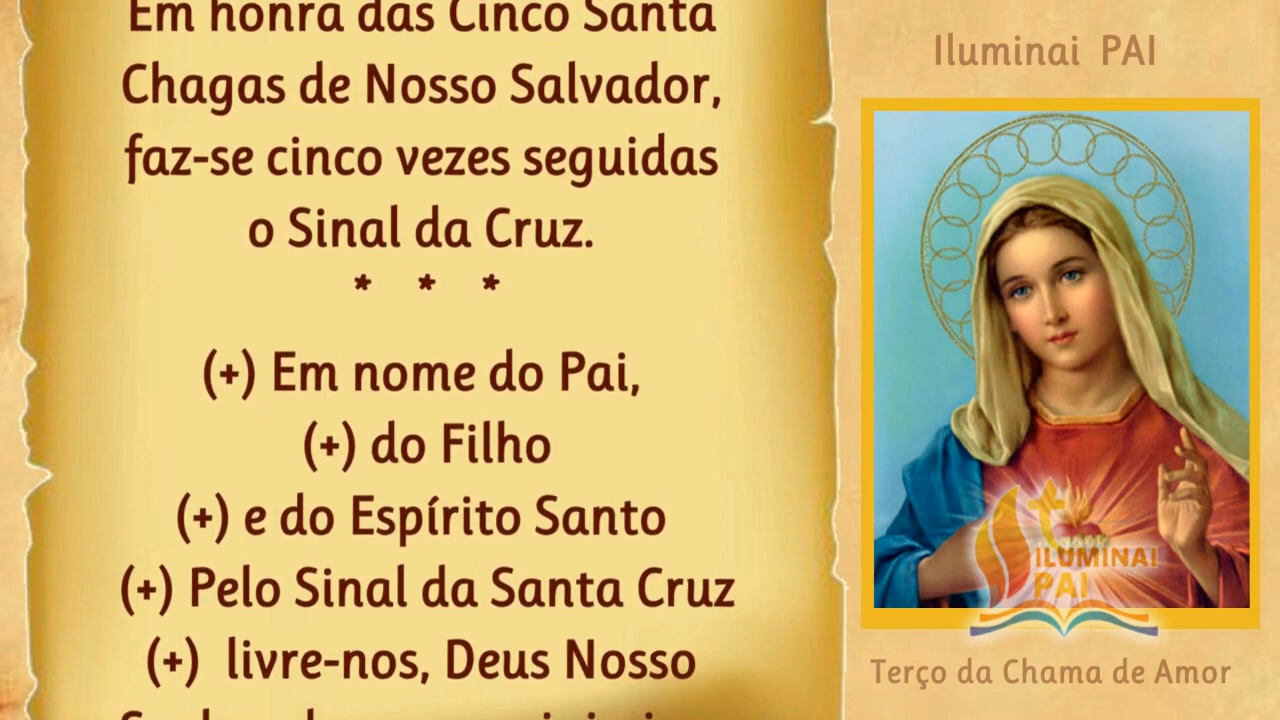 Em honra das Cinco Santa
Chagas de Nosso Salvador,
faz-se cinco vezes seguidas
o Sinal da Cruz.
* * *
(+) Em nome do Pai,
(+) do Filho
(+) e do Espírito Santo
(+) Pelo Sinal da Santa Cruz
(+) livre-nos, Deus Nosso
Iluminai PAI
ILUMINAI
PAI
Terço da Chama de Amor